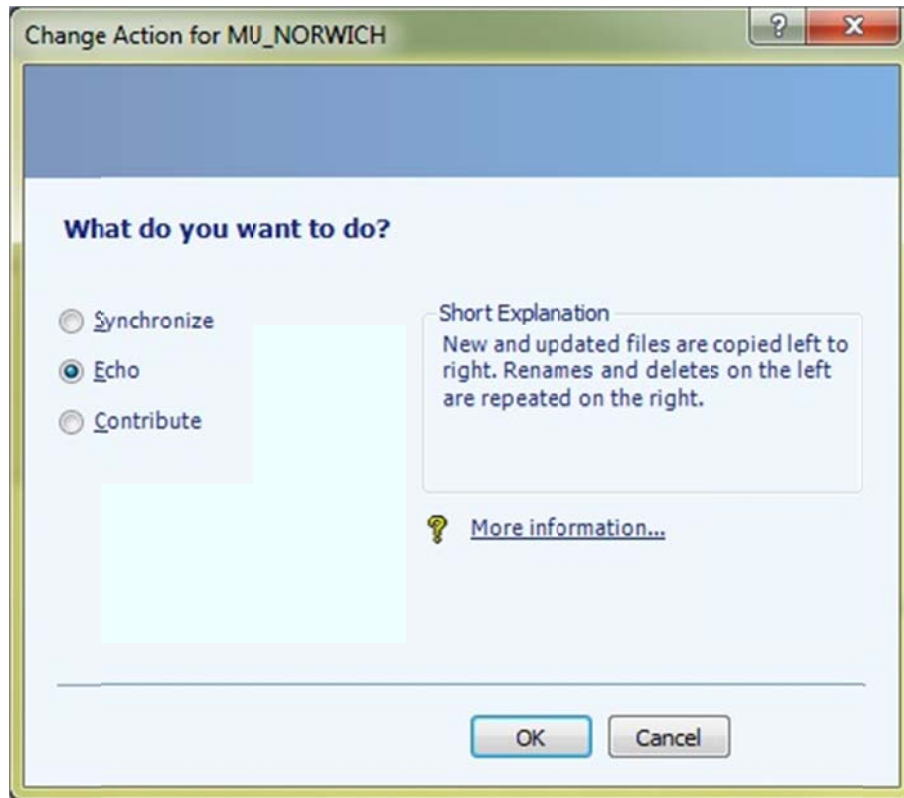 Change Action for MU_NORWICH
What do you want to do?
Synchronize
Echo
Contribute
Short Explanation
New and updated files are copied left to
right. Renames and deletes on the left
are repeated on the right.
More information...
OK
Cancel